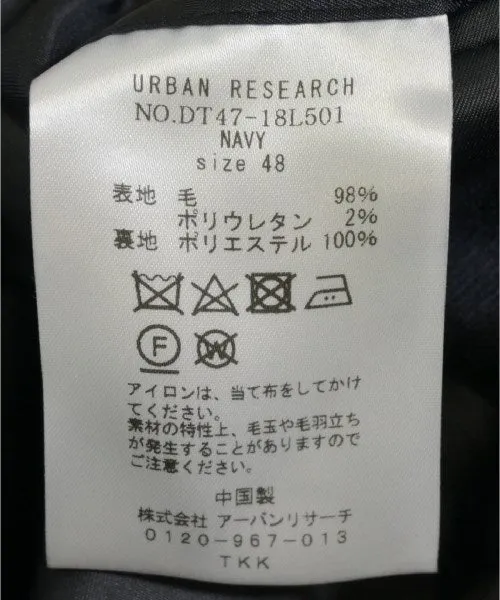 URBAN RESEARCH
NO.DT47-18L501
NAVY
size 48
表地 毛 98%
ポリウレタン 2%
裏地 ポリエステル 100%
F
W
アイロンは、当て布をしてかけ
てください。
素材の特性上、毛玉や毛羽立ち
が発生することがありますので
ご注意ください。
中国製
株式会社 アーバンリサーチ
0120-967-013
TKK